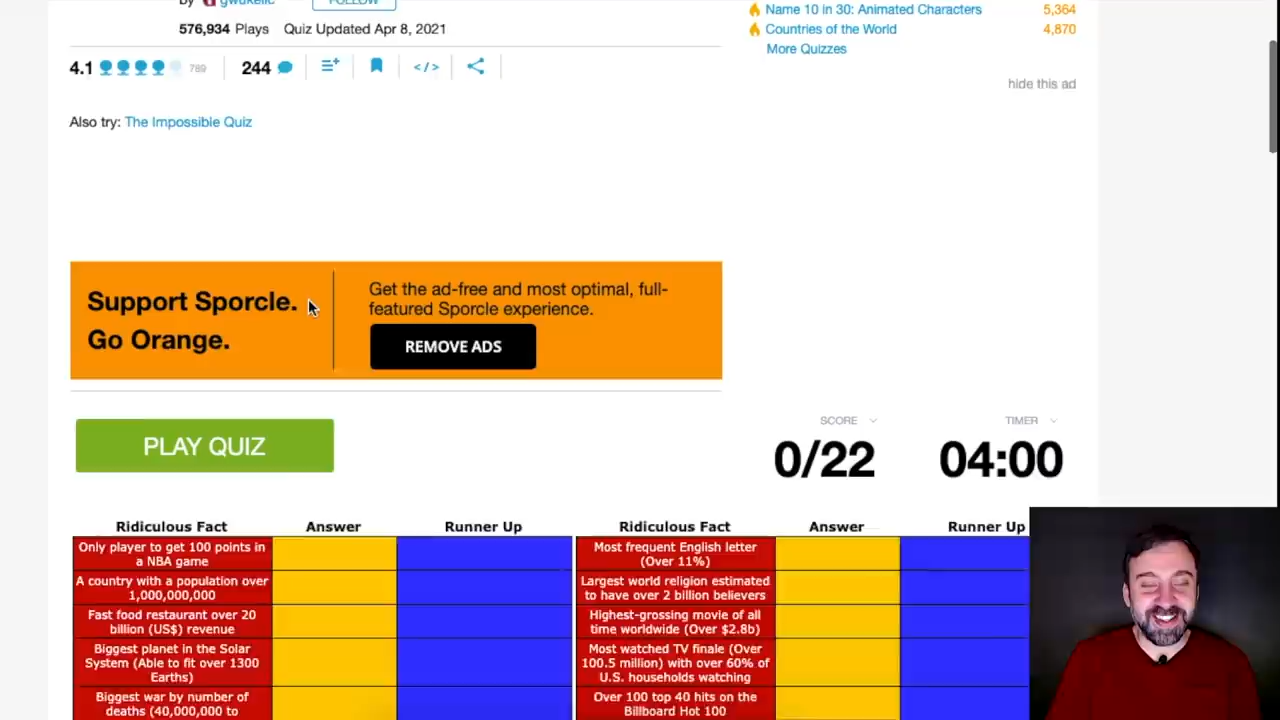 by gwukelic FOLLOW
576,934 Plays Quiz Updated Apr 8, 2021
4.1 789 244 </>
Also try: The Impossible Quiz
Name 10 in 30: Animated Characters 5,364
Countries of the World 4,870
More Quizzes
hide this ad
Support Sporcle.
Go Orange.
Get the ad-free and most optimal, full-
featured Sporcle experience.
REMOVE ADS
PLAY QUIZ
SCORE
0/22
TIMER
04:00
Ridiculous Fact Answer Runner Up
Only player to get 100 points in
a NBA game
A country with a population over
1,000,000,000
Fast food restaurant over 20
billion (US$) revenue
Biggest planet in the Solar
System (Able to fit over 1300
Earths)
Biggest war by number of
deaths (40,000,000 to
Ridiculous Fact Answer Runner Up
Most frequent English letter
(Over 11%)
Largest world religion estimated
to have over 2 billion believers
Highest-grossing movie of all
time worldwide (Over $2.8b)
Most watched TV finale (Over
100.5 million) with over 60% of
U.S. households watching
Over 100 top 40 hits on the
Billboard Hot 100